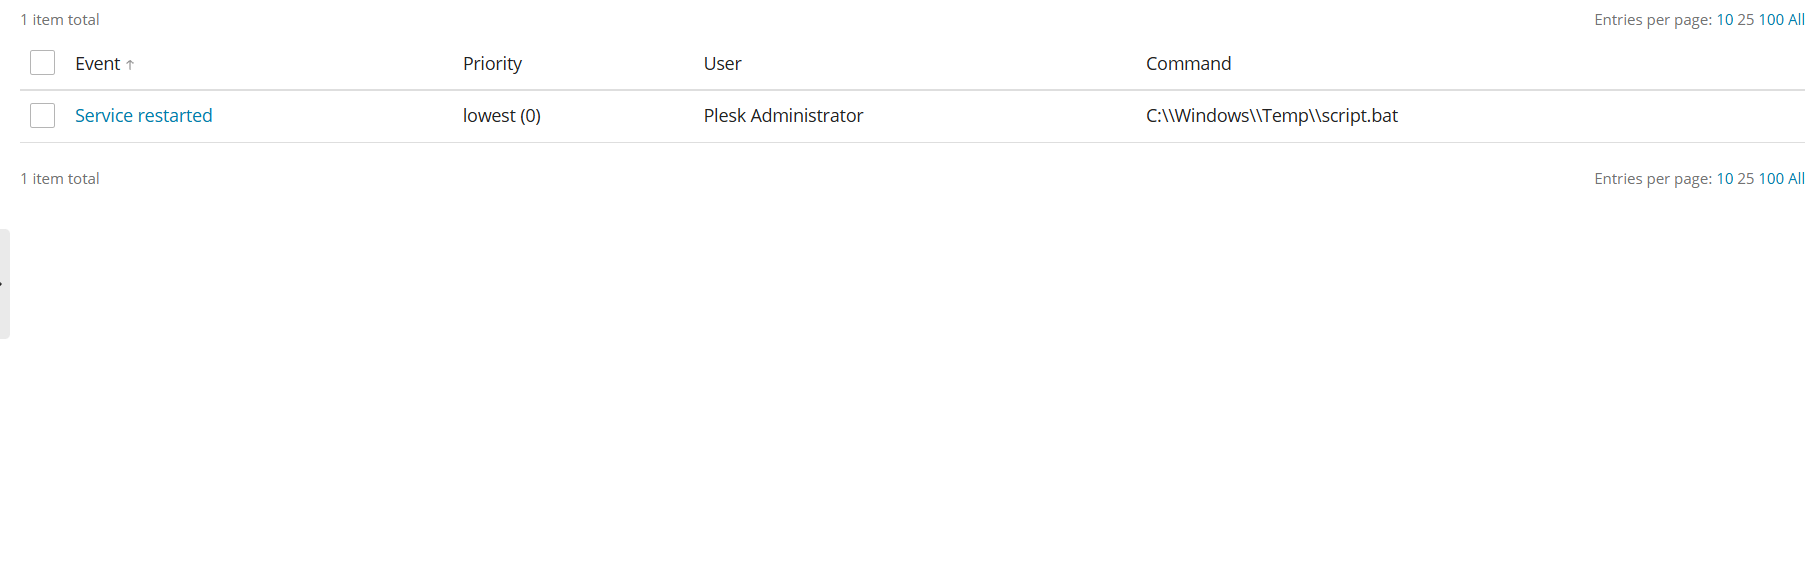 1 item total Entries per page: 10 25 100 All
Event ↑ Priority User Command
Service restarted lowest (0) Plesk Administrator C:\\Windows\\Temp\\script.bat
1 item total Entries per page: 10 25 100 All